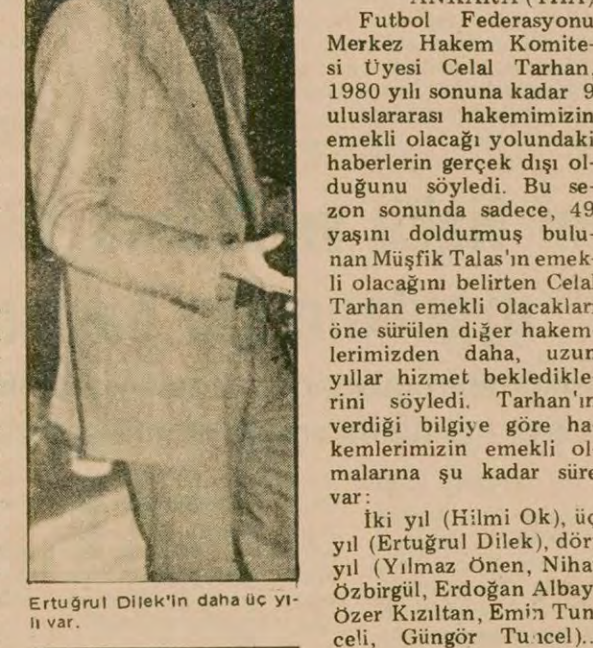 Futbol Federasyonu
Merkez Hakem Komite-
si Üyesi Celal Tarhan,
1980 yılı sonuna kadar 9
uluslararası hakemimizin
emekli olacağı yolundaki
haberlerin gerçek dışı ol-
duğunu söyledi. Bu se-
zon sonunda sadece, 49
yaşını doldurmuş bulu-
nan Müşfik Talas'ın emek-
li olacağını belirten Celal
Tarhan emekli olacakları
öne sürülen diğer hakem-
lerimizden daha, uzun
yıllar hizmet bekledikle-
rini söyledi. Tarhan'ın
verdiği bilgiye göre ha-
kemlerimizin emekli ol-
malarına şu kadar süre
var:
İki yıl (Hilmi Ok), üç
yıl (Ertuğrul Dilek), dör
yıl (Yılmaz Önen, Niha
Özbirgül, Erdoğan Albay
Özer Kızıltan, Emin Tun
celi, Güngör Tuncel)..
Ertuğrul Dilek'in daha üç yı-
lı var.